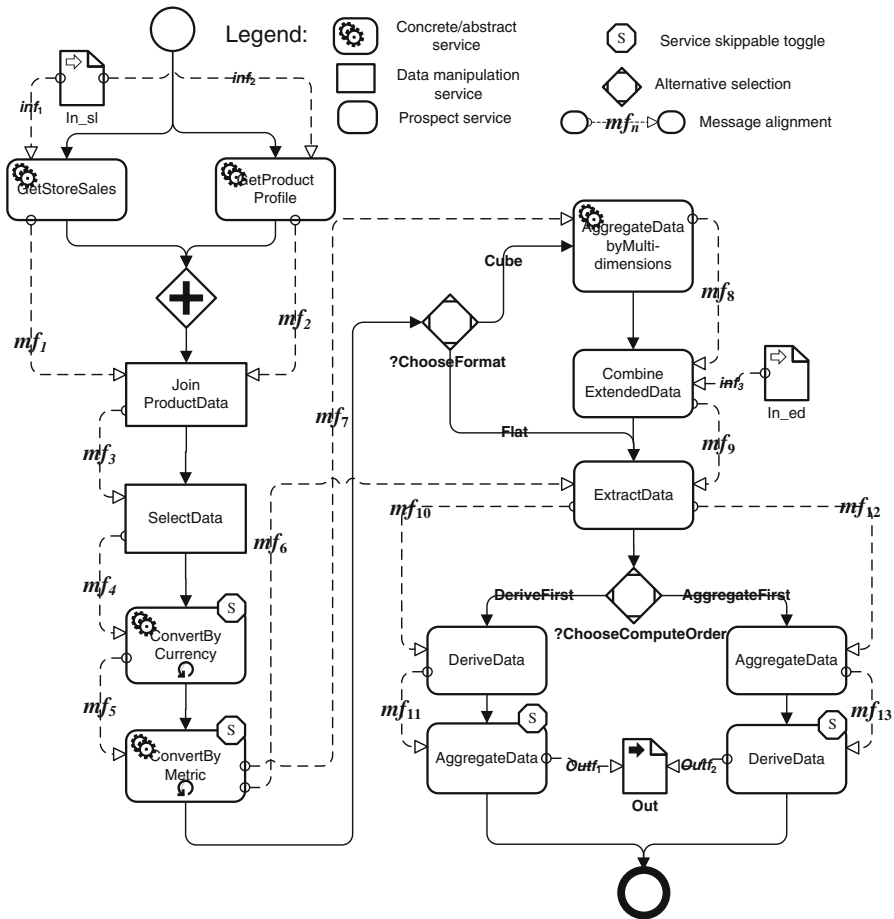 Legend:
Concrete/abstract
service
Data manipulation
service
Prospect service
S
Service skippable toggle
Alternative selection
mfn
Message alignment
In_sl
inf1
inf2
GetStoreSales
GetProduct
Profile
mf1
mf2
Join
ProductData
mf3
SelectData
mf4
S
ConvertBy
Currency
mf5
S
ConvertBy
Metric
mf6
mf7
?ChooseFormat
Cube
Flat
AggregateData
byMulti-
dimensions
mf8
Combine
ExtendedData
inf3
In_ed
mf9
ExtractData
mf10
mf12
DeriveFirst
AggregateFirst
?ChooseComputeOrder
DeriveData
AggregateData
mf11
mf13
S
AggregateData
S
DeriveData
Outf1
Outf2
Out